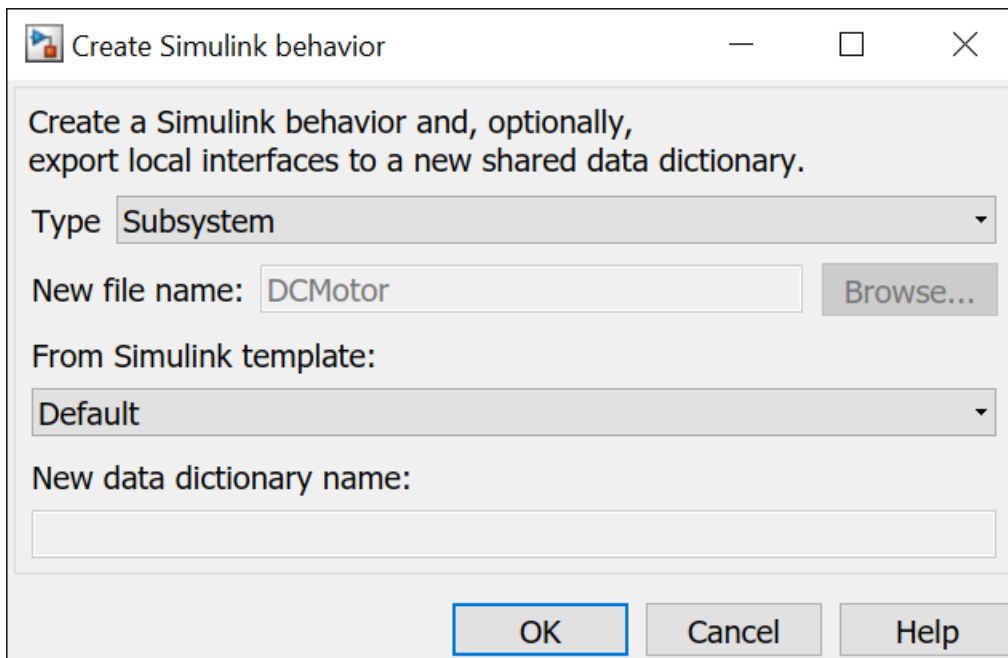 Create Simulink behavior
Create a Simulink behavior and, optionally,
export local interfaces to a new shared data dictionary.
Type Subsystem
New file name: DCMotor Browse...
From Simulink template:
Default
New data dictionary name:
OK Cancel Help